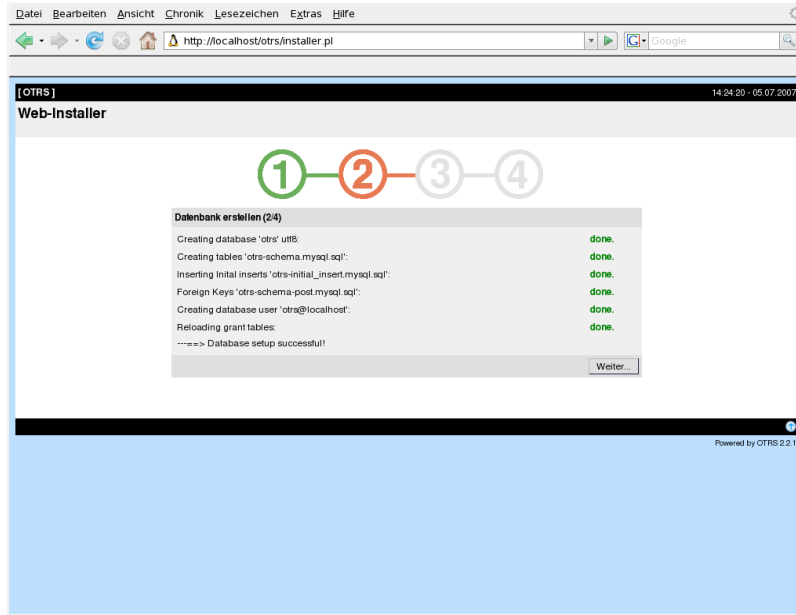 Datei Bearbeiten Ansicht Chronik Lesezeichen Extras Hilfe
http://localhost/otrs/installer.pl G Google
[ OTRS ] 14:24:20 - 05.07.2007
Web-Installer
1 2 3 4
Datenbank erstellen (2/4)
Creating database 'otrs' utf8: done.
Creating tables 'otrs-schema.mysql.sql': done.
Inserting Inital inserts 'otrs-initial_insert.mysql.sql': done.
Foreign Keys 'otrs-schema-post.mysql.sql': done.
Creating database user 'otrs@localhost': done.
Reloading grant tables: done.
---==> Database setup successful!
Weiter...
Powered by OTRS 2.2.1